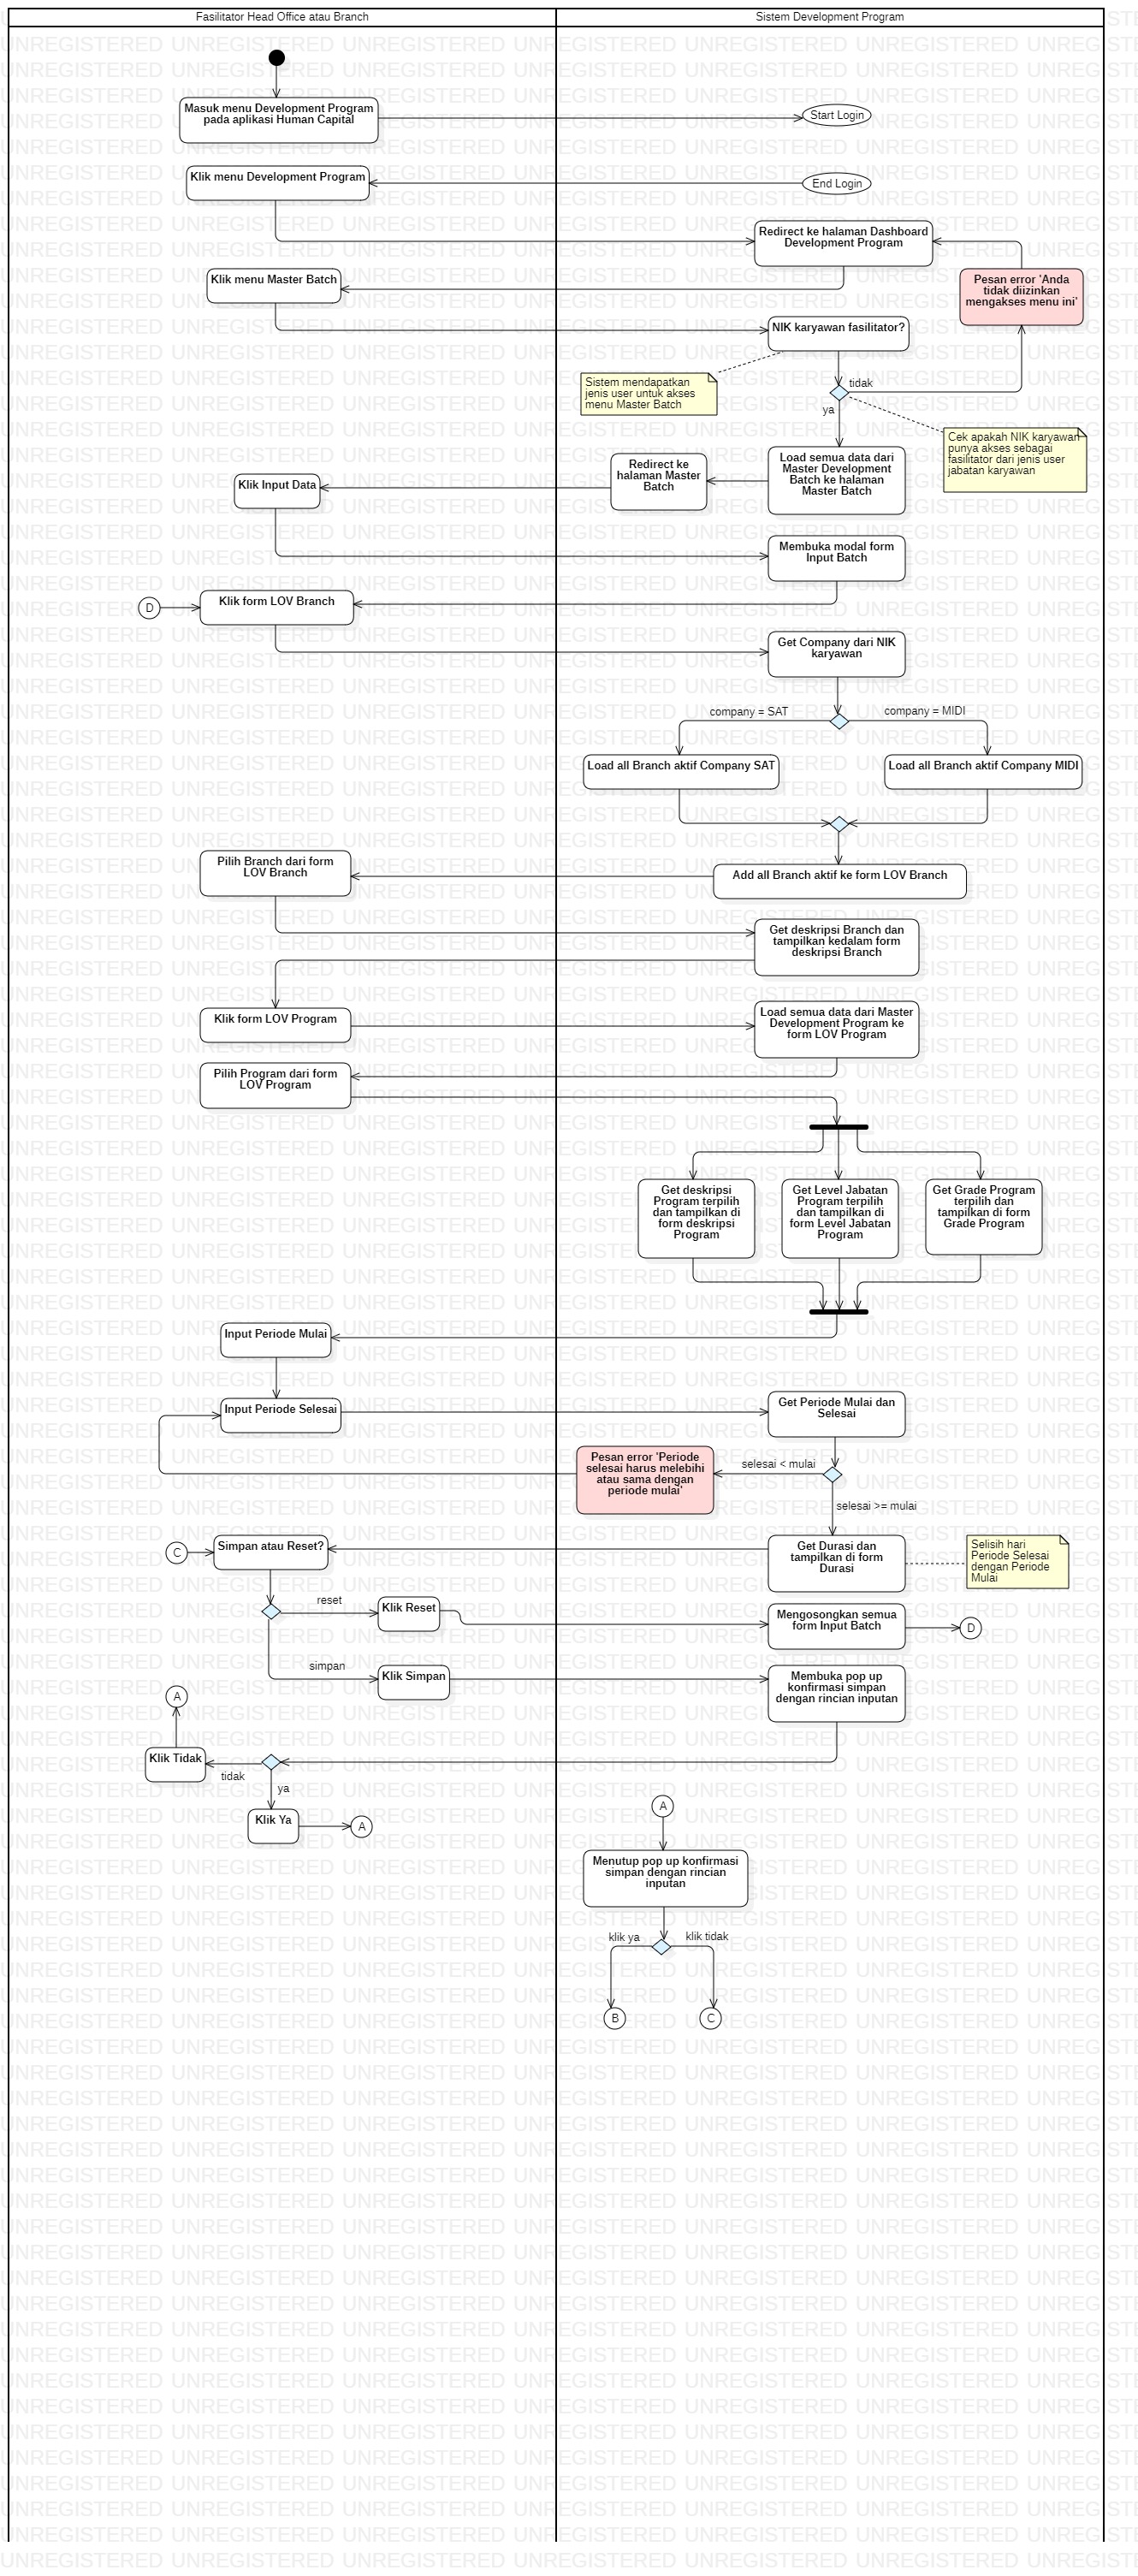 Fasilitator Head Office atau Branch
Sistem Development Program
Masuk menu Development Program
pada aplikasi Human Capital
Start Login
Klik menu Development Program
End Login
Redirect ke halaman Dashboard
Development Program
Klik menu Master Batch
Pesan error 'Anda
tidak diizinkan
mengakses menu ini'
NIK karyawan fasilitator?
Sistem mendapatkan
jenis user untuk akses
menu Master Batch
tidak
ya
Cek apakah NIK karyawan
punya akses sebagai
fasilitator dari jenis user
jabatan karyawan
Load semua data dari
Master Development
Batch ke halaman
Master Batch
Redirect ke
halaman Master
Batch
Klik Input Data
Membuka modal form
Input Batch
D
Klik form LOV Branch
Get Company dari NIK
karyawan
company = SAT
company = MIDI
Load all Branch aktif Company SAT
Load all Branch aktif Company MIDI
Pilih Branch dari form
LOV Branch
Add all Branch aktif ke form LOV Branch
Get deskripsi Branch dan
tampilkan kedalam form
deskripsi Branch
Klik form LOV Program
Load semua data dari Master
Development Program ke
form LOV Program
Pilih Program dari form
LOV Program
Get deskripsi
Program terpilih
dan tampilkan di
form deskripsi
Program
Get Level Jabatan
Program terpilih
dan tampilkan di
form Level Jabatan
Program
Get Grade Program
terpilih dan
tampilkan di form
Grade Program
Input Periode Mulai
Input Periode Selesai
Get Periode Mulai dan
Selesai
Pesan error 'Periode
selesai harus melebihi
atau sama dengan
periode mulai'
selesai < mulai
selesai >= mulai
C
Simpan atau Reset?
Get Durasi dan
tampilkan di form
Durasi
Selisih hari
Periode Selesai
dengan Periode
Mulai
reset
Klik Reset
Mengosongkan semua
form Input Batch
D
simpan
Klik Simpan
Membuka pop up
konfirmasi simpan
dengan rincian inputan
A
Klik Tidak
tidak
ya
Klik Ya
A
A
Menutup pop up konfirmasi
simpan dengan rincian
inputan
klik ya
klik tidak
B
C
UNREGISTERED